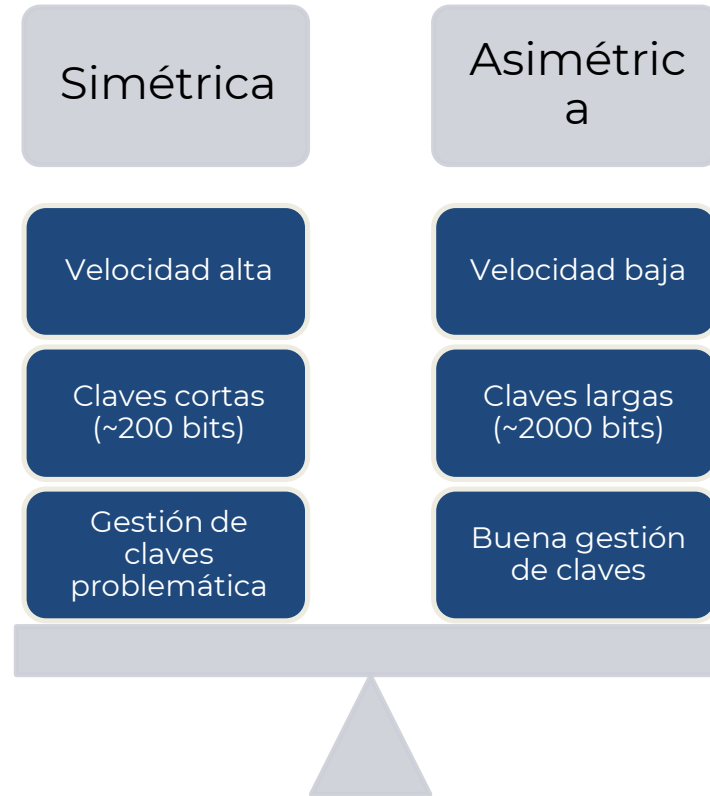 Simétrica
Asimétric
a
Velocidad alta
Velocidad baja
Claves cortas
(~200 bits)
Claves largas
(~2000 bits)
Gestión de
claves
problemática
Buena gestión
de claves